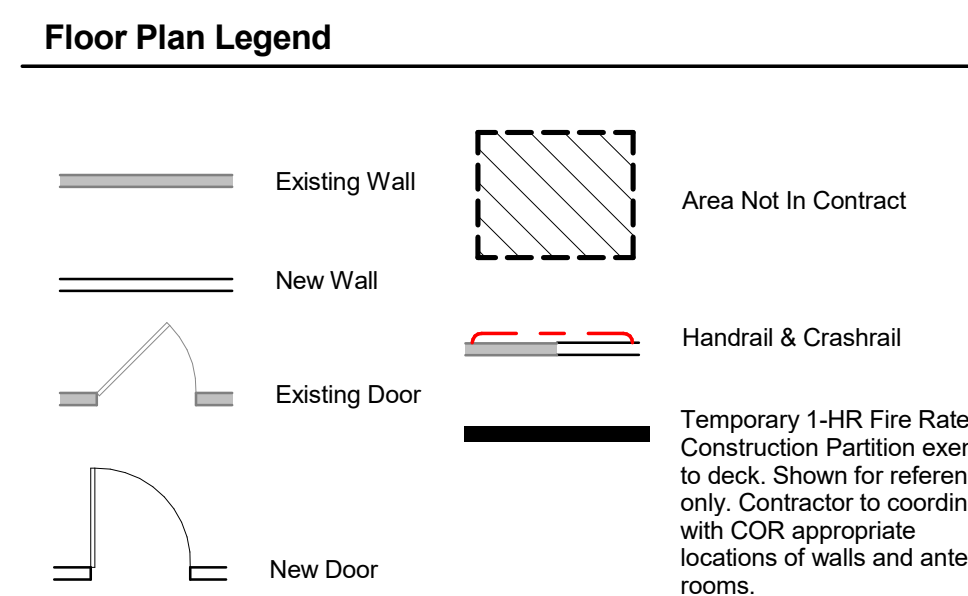 Floor Plan Legend
Existing Wall
New Wall
Existing Door
New Door
Area Not In Contract
Handrail & Crashrail
Temporary 1-HR Fire Rate
Construction Partition exer
to deck. Shown for referen
only. Contractor to coordin
with COR appropriate
locations of walls and ante
rooms.